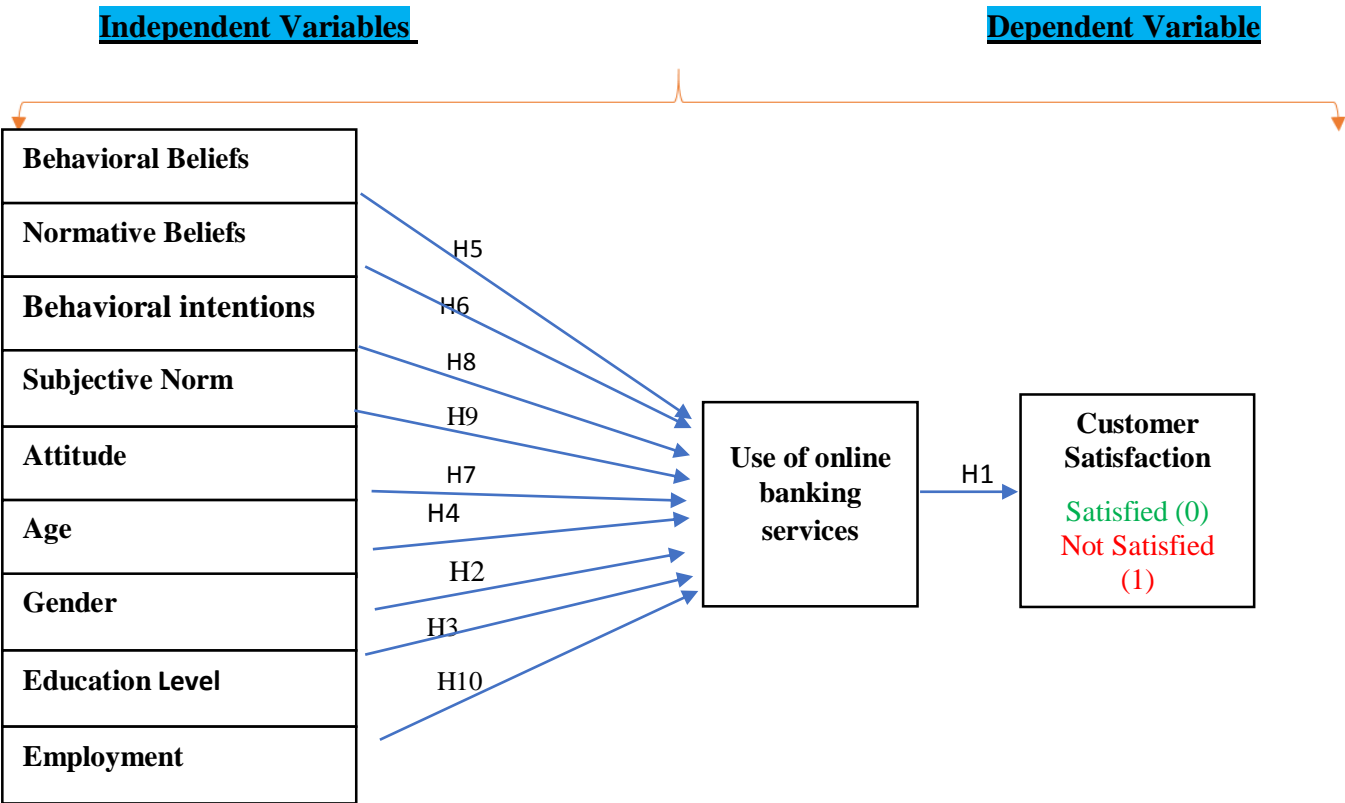 Independent Variables
Dependent Variable
Behavioral Beliefs
Normative Beliefs
Behavioral intentions
Subjective Norm
Attitude
Age
Gender
Education Level
Employment
H5
H6
H8
H9
H7
H4
H2
H3
H10
Use of online
banking
services
H1
Customer
Satisfaction
Satisfied (0)
Not Satisfied
(1)